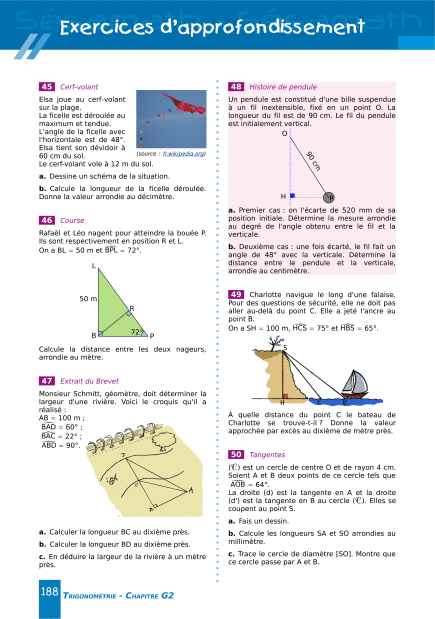 Exercices d'approfondissement
45 Cerf-volant
Elsa joue au cerf-volant
sur la plage.
La ficelle est déroulée au
maximum et tendue.
L'angle de la ficelle avec
l'horizontale est de 48°.
Elsa tient son dévidoir à
60 cm du sol.
(source : fr.wikipedia.org)
Le cerf-volant vole à 12 m du sol.
a. Dessine un schéma de la situation.
b. Calcule la longueur de la ficelle déroulée.
Donne la valeur arrondie au décimètre.
46 Course
Rafaël et Léo nagent pour atteindre la bouée P.
Ils sont respectivement en position R et L.
On a BL = 50 m et BPL = 72°.
L
50 m
R
B
72°
P
Calcule la distance entre les deux nageurs,
arrondie au mètre.
47 Extrait du Brevet
Monsieur Schmitt, géomètre, doit déterminer la
largeur d'une rivière. Voici le croquis qu'il a
réalisé :
AB = 100 m ;
BAD = 60° ;
BAC = 22° ;
ABD = 90°.
a. Calculer la longueur BC au dixième près.
b. Calculer la longueur BD au dixième près.
c. En déduire la largeur de la rivière à un mètre
près.
48 Histoire de pendule
Un pendule est constitué d'une bille suspendue
à un fil inextensible, fixé en un point O. La
longueur du fil est de 90 cm. Le fil du pendule
est initialement vertical.
O
90 cm
H
P
a. Premier cas : on l'écarte de 520 mm de sa
position initiale. Détermine la mesure arrondie
au degré de l'angle obtenu entre le fil et la
verticale.
b. Deuxième cas : une fois écarté, le fil fait un
angle de 48° avec la verticale. Détermine la
distance entre le pendule et la verticale,
arrondie au centimètre.
49 Charlotte navigue le long d'une falaise.
Pour des questions de sécurité, elle ne doit pas
aller au-delà du point C. Elle a jeté l'ancre au
point B.
On a SH = 100 m, HCS = 75° et HBS = 65°.
S
H
À quelle distance du point C le bateau de
Charlotte se trouve-t-il ? Donne la valeur
approchée par excès au dixième de mètre près.
50 Tangentes
(C) est un cercle de centre O et de rayon 4 cm.
Soient A et B deux points de ce cercle tels que
AOB = 64°.
La droite (d) est la tangente en A et la droite
(d') est la tangente en B au cercle (C). Elles se
coupent au point S.
a. Fais un dessin.
b. Calcule les longueurs SA et SO arrondies au
millimètre.
c. Trace le cercle de diamètre [SO]. Montre que
ce cercle passe par A et B.
188 Trigonométrie - Chapitre G2